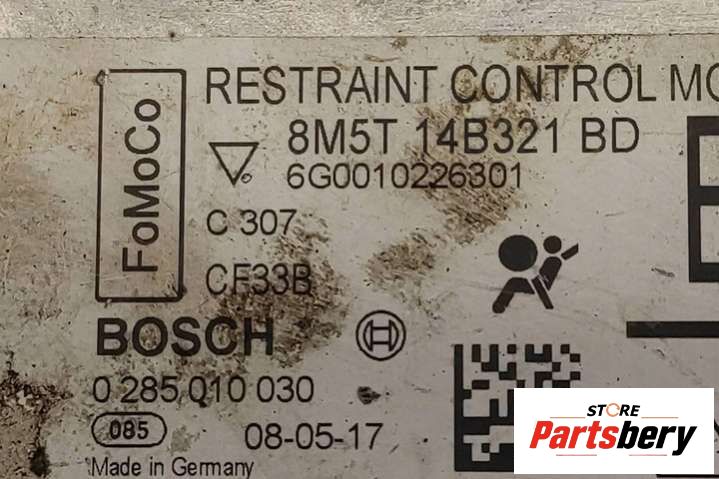 RESTRAINT CONTROL MO
FoMoCo
8M5T 14B321 BD
6G0010226301
C 307
CF33B
BOSCH
0 285 010 030
085
08-05-17
Made in Germany
STORE
Partsbery